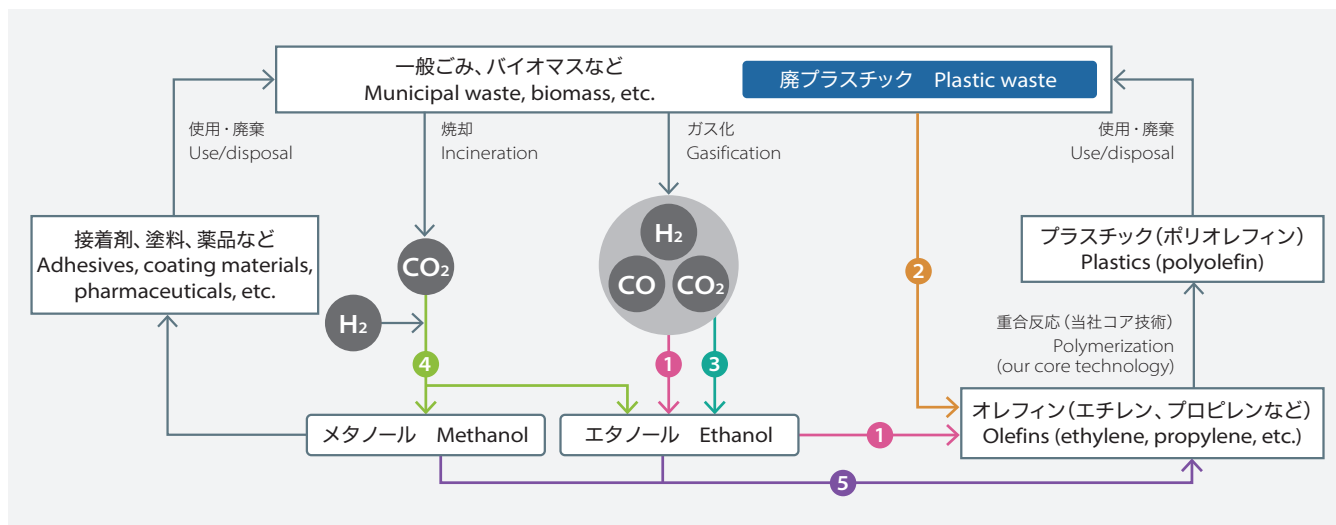 一般ごみ、バイオマスなど
Municipal waste, biomass, etc.
廃プラスチック Plastic waste
使用・廃棄
Use/disposal
焼却
Incineration
ガス化
Gasification
使用・廃棄
Use/disposal
接着剤、塗料、薬品など
Adhesives, coating materials,
pharmaceuticals, etc.
CO₂
H₂
H₂
CO
CO₂
2
プラスチック(ポリオレフィン)
Plastics (polyolefin)
重合反応(当社コア技術)
Polymerization
(our core technology)
4
1
3
メタノール Methanol
エタノール Ethanol
1
オレフィン(エチレン、プロピレンなど)
Olefins (ethylene, propylene, etc.)
5